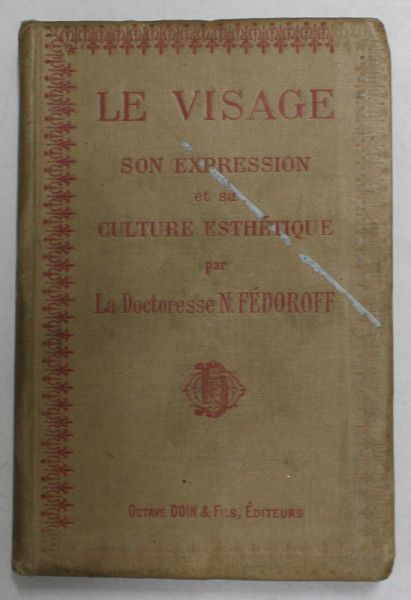 LE VISAGE
SON EXPRESSION
et sa
CULTURE ESTHÉTIQUE
par
La Doctoresse N. FÉDOROFF
OCTAVE DOIN & FILS, ÉDITEURS